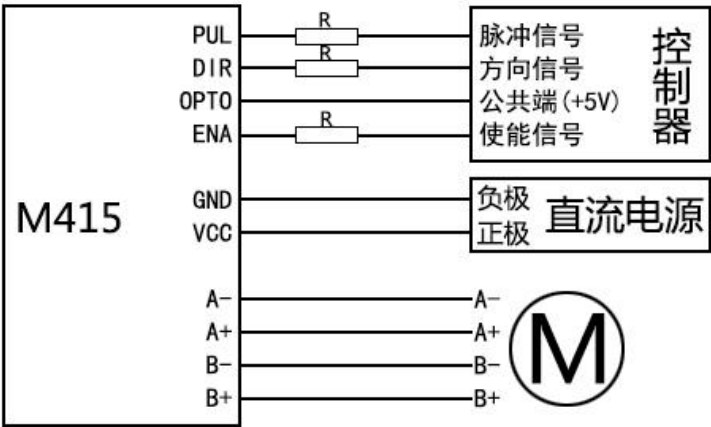 PUL R 脉冲信号
DIR R 方向信号
OPTO 公共端(+5V)
ENA R 使能信号
控制器
M415
GND 负极
VCC 正极
直流电源
A- A-
A+ A+
B- B-
B+ B+
M